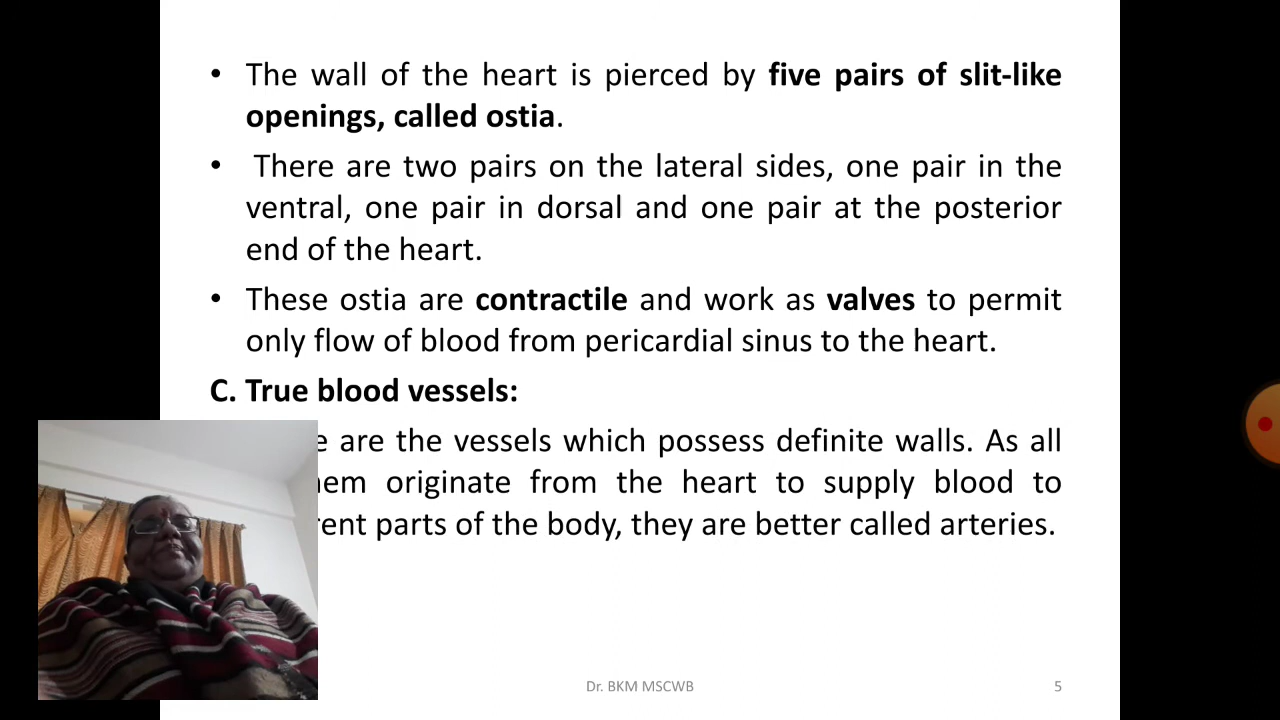 • The wall of the heart is pierced by five pairs of slit-like
openings, called ostia.
• There are two pairs on the lateral sides, one pair in the
ventral, one pair in dorsal and one pair at the posterior
end of the heart.
• These ostia are contractile and work as valves to permit
only flow of blood from pericardial sinus to the heart.
C. True blood vessels:
are the vessels which possess definite walls. As all
originate from the heart to supply blood to
parts of the body, they are better called arteries.
Dr. BKM MSCWB
5